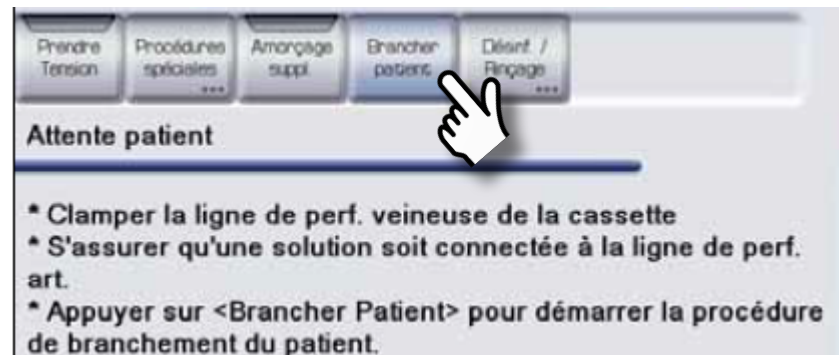 Prendre Procédures Amorçage Brancher Désinf. /
Tension spéciales suppl. patient Rinçage
... ...
Attente patient
* Clamper la ligne de perf. veineuse de la cassette
* S'assurer qu'une solution soit connectée à la ligne de perf.
art.
* Appuyer sur <Brancher Patient> pour démarrer la procédure
de branchement du patient.